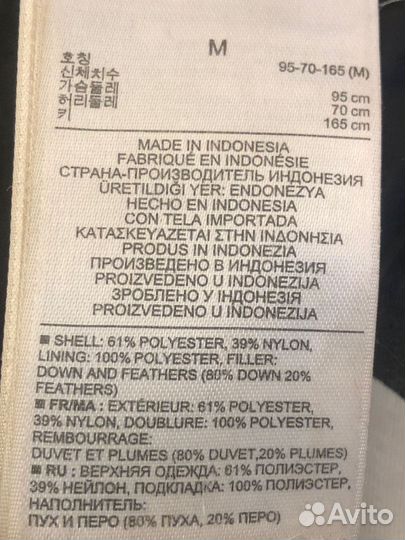 M
호칭 95-70-165 (M)
신체치수
가슴둘레 95 cm
허리둘레 70 cm
키 165 cm
MADE IN INDONESIA
FABRIQUÉ EN INDONÉSIE
СТРАНА-ПРОИЗВОДИТЕЛЬ ИНДОНЕЗИЯ
ÜRETILDIĞI YER: ENDONEZYA
HECHO EN INDONESIA
CON TELA IMPORTADA
ΚΑΤΑΣΚΕΥΑΖΕΤΑΙ ΣΤΗΝ ΙΝΔΟΝΗΣΙΑ
PRODUS IN INDONEZIA
ПРОИЗВЕДЕНО В ИНДОНЕЗИЯ
PROIZVEDENO U INDONEZIJA
ЗРОБЛЕНО У ІНДОНЕЗІЯ
PROIZVEDENO U INDONEZIJA
SHELL: 61% POLYESTER, 39% NYLON,
LINING: 100% POLYESTER, FILLER:
DOWN AND FEATHERS (80% DOWN 20%
FEATHERS)
FR/MA : EXTÉRIEUR: 61% POLYESTER,
39% NYLON, DOUBLURE: 100% POLYESTER,
REMBOURRAGE:
DUVET ET PLUMES (80% DUVET,20% PLUMES)
RU : ВЕРХНЯЯ ОДЕЖДА: 61% ПОЛИЭСТЕР,
39% НЕЙЛОН, ПОДКЛАДКА: 100% ПОЛИЭСТЕР,
НАПОЛНИТЕЛЬ:
ПУХ И ПЕРО (80% ПУХА, 20% ПЕРО)
Avito